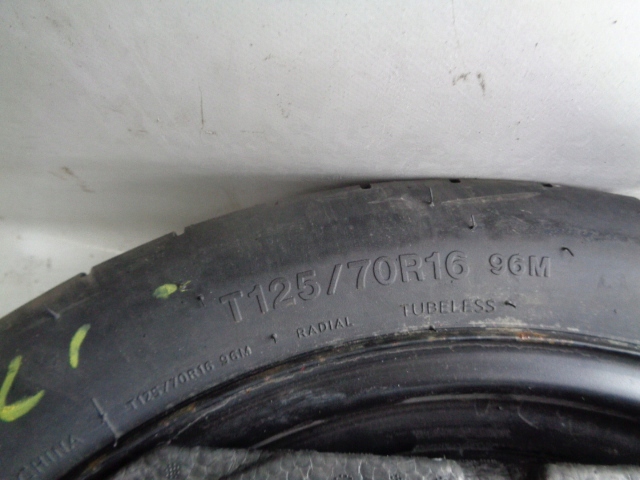 T125/70R16 96M
RADIAL TUBELESS
T125/70R16 96M
CHINA